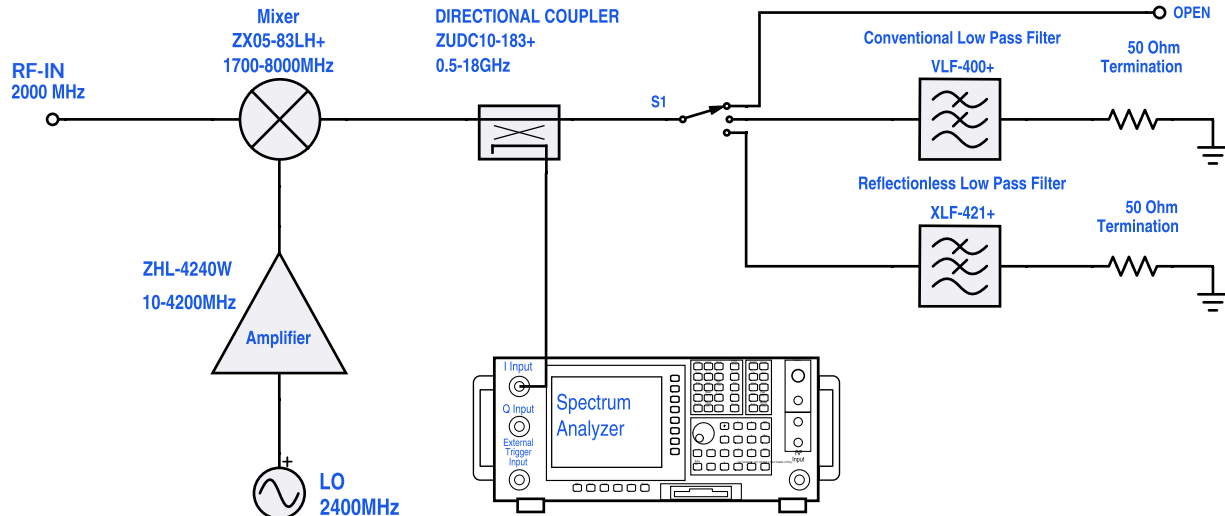 Mixer
ZX05-83LH+
1700-8000MHz
DIRECTIONAL COUPLER
ZUDC10-183+
0.5-18GHz
OPEN
Conventional Low Pass Filter
VLF-400+
50 Ohm
Termination
RF-IN
2000 MHz
S1
Reflectionless Low Pass Filter
XLF-421+
50 Ohm
Termination
ZHL-4240W
10-4200MHz
Amplifier
I Input
Q Input
External
Trigger
Input
Spectrum
Analyzer
RF
Input
+
LO
2400MHz